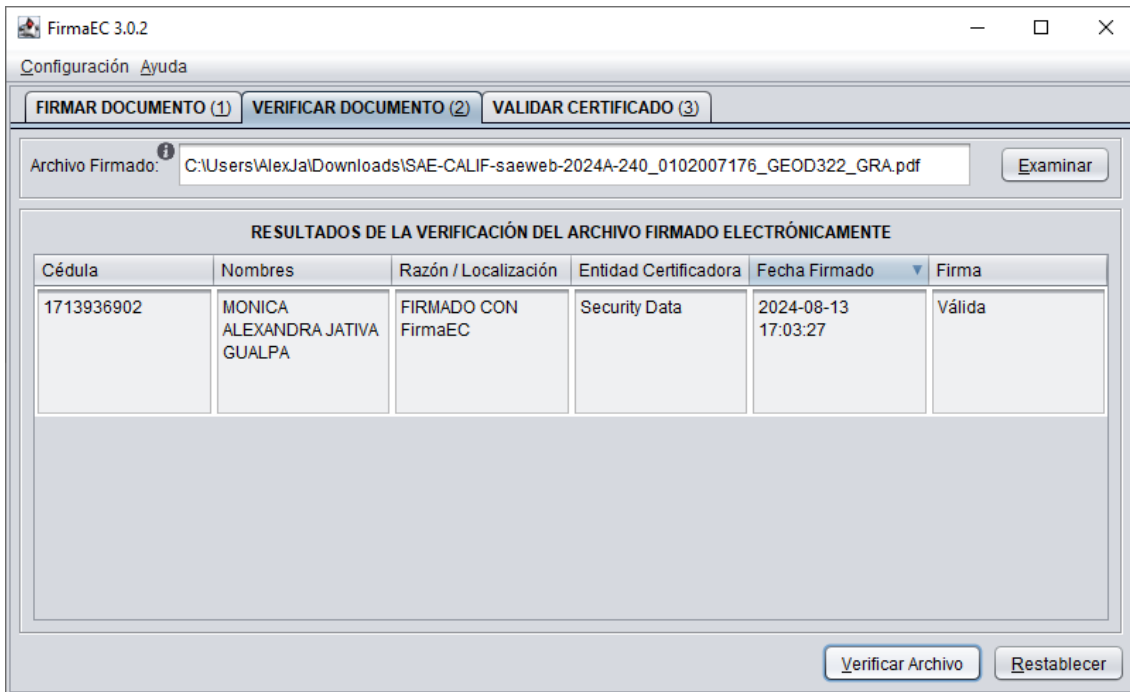 FirmaEC 3.0.2
Configuración Ayuda
FIRMAR DOCUMENTO (1) VERIFICAR DOCUMENTO (2) VALIDAR CERTIFICADO (3)
Archivo Firmado: C:\Users\AlexJa\Downloads\SAE-CALIF-saeweb-2024A-240_0102007176_GEOD322_GRA.pdf Examinar
RESULTADOS DE LA VERIFICACIÓN DEL ARCHIVO FIRMADO ELECTRÓNICAMENTE
Cédula Nombres Razón / Localización Entidad Certificadora Fecha Firmado Firma
1713936902 MONICA FIRMADO CON Security Data 2024-08-13 Válida
ALEXANDRA JATIVA FirmaEC 17:03:27
GUALPA
Verificar Archivo Restablecer